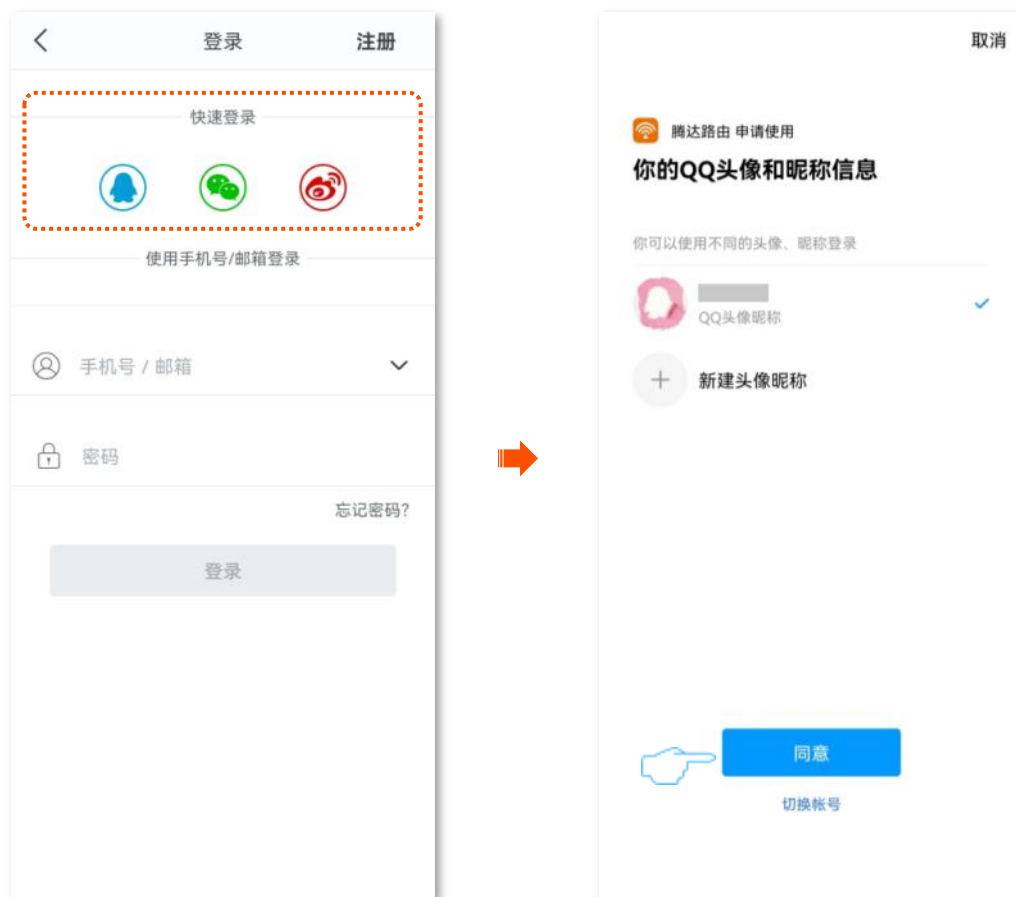 登录
注册
快速登录
使用手机号/邮箱登录
手机号 / 邮箱
密码
忘记密码?
登录
取消
腾达路由 申请使用
你的QQ头像和昵称信息
你可以使用不同的头像、昵称登录
QQ头像昵称
新建头像昵称
同意
切换帐号